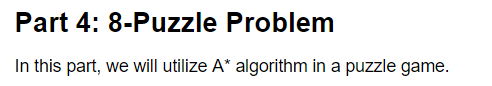 Part 4: 8-Puzzle Problem
In this part, we will utilize A* algorithm in a puzzle game.